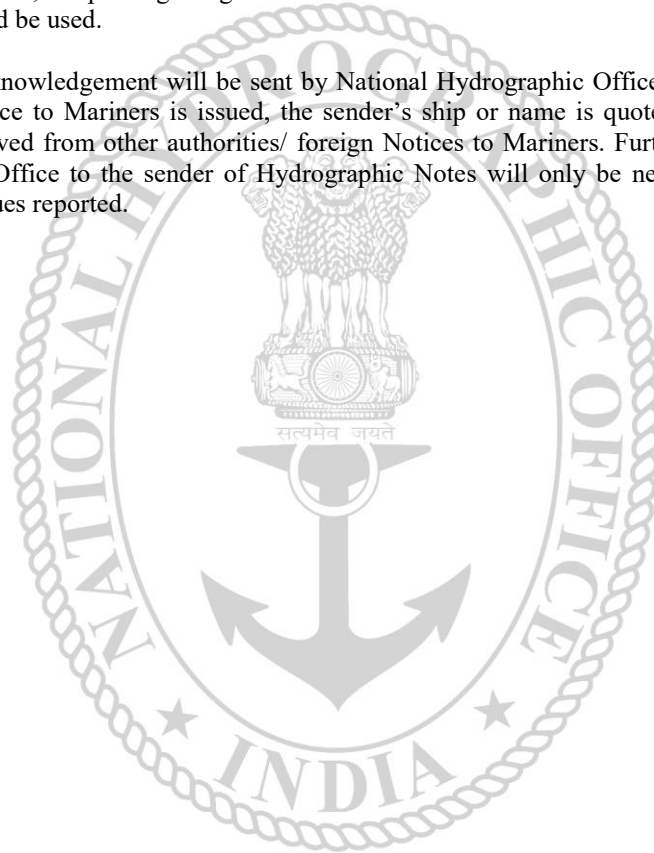 d be used.
nowledgement will be sent by National Hydrographic Office
ce to Mariners is issued, the sender's ship or name is quote
ved from other authorities/ foreign Notices to Mariners. Furt
Office to the sender of Hydrographic Notes will only be ne
ues reported.
NATIONAL HYDROGRAPHIC OFFICE
सत्यमेव जयते
INDIA